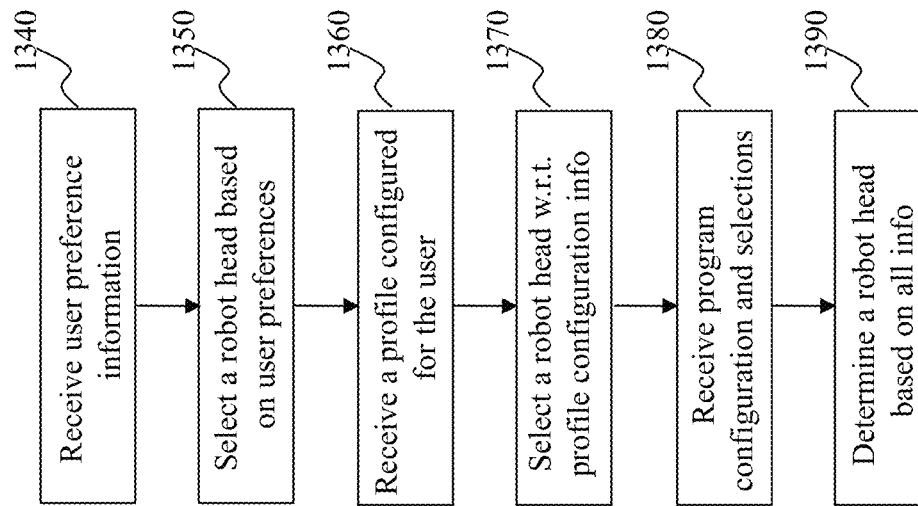 Receive user preference
information
1340
Select a robot head based
on user preferences
1350
Receive a profile configured
for the user
1360
Select a robot head w.r.t.
profile configuration info
1370
Receive program
configuration and selections
1380
Determine a robot head
based on all info
1390